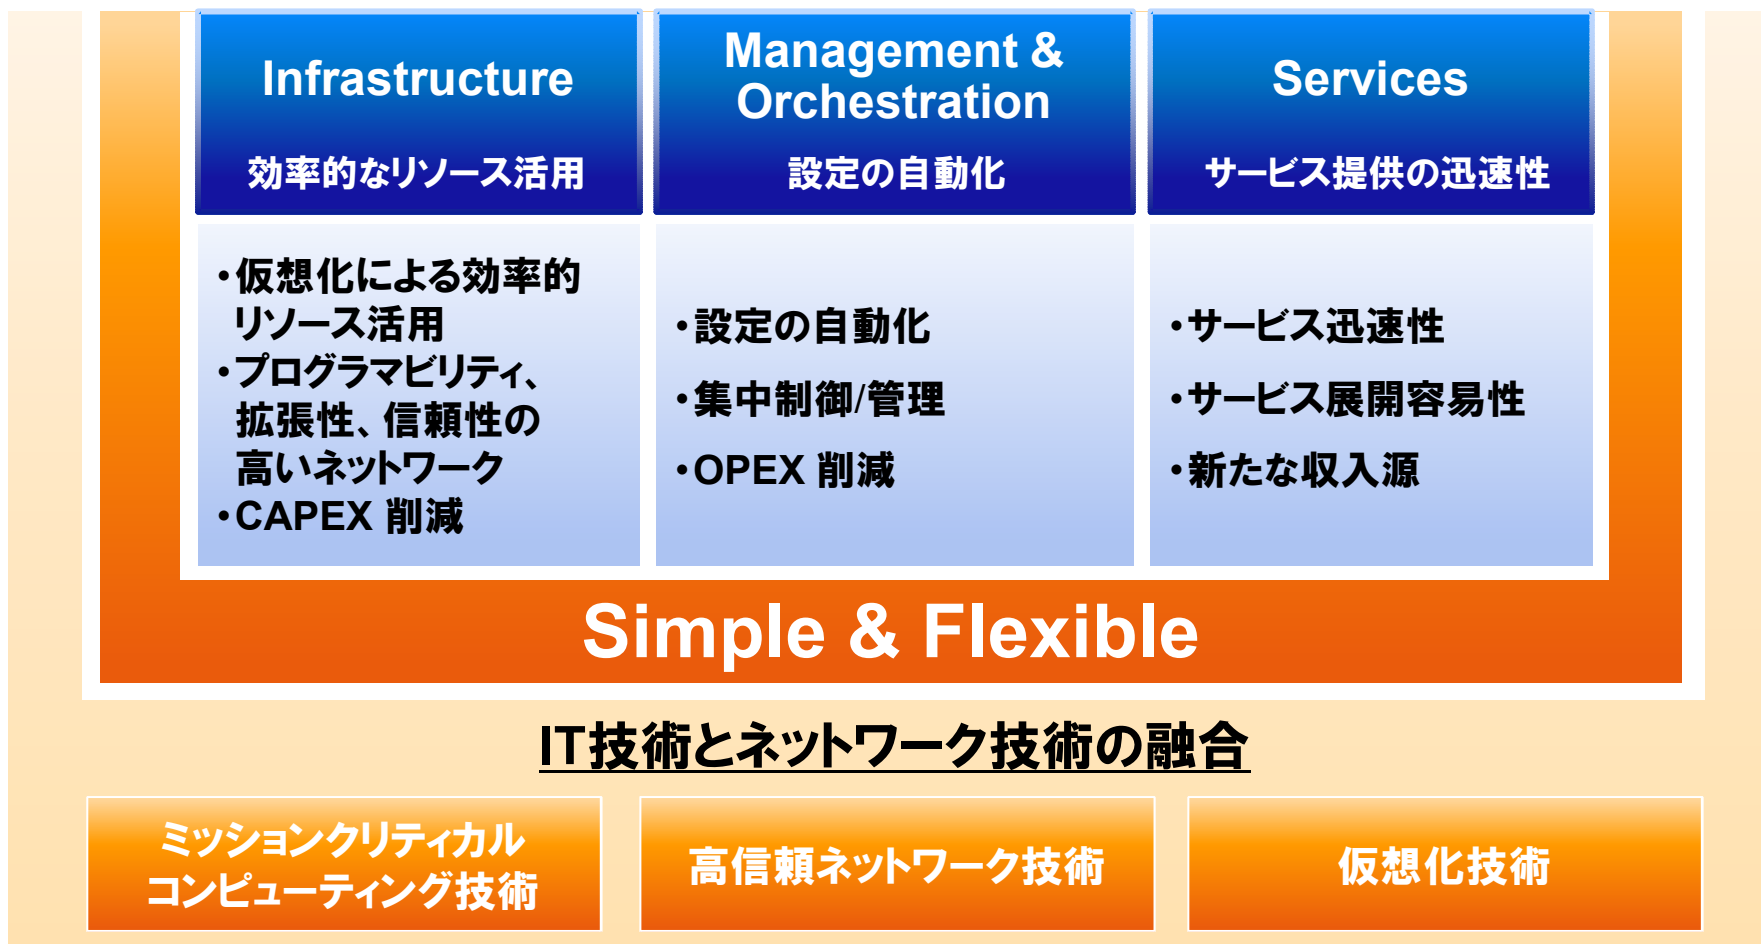 Infrastructure
効率的なリソース活用
・仮想化による効率的
リソース活用
・プログラマビリティ、
拡張性、信頼性の
高いネットワーク
・CAPEX 削減
Management &
Orchestration
設定の自動化
・設定の自動化
・集中制御/管理
・OPEX 削減
Services
サービス提供の迅速性
・サービス迅速性
・サービス展開容易性
・新たな収入源
Simple & Flexible
IT技術とネットワーク技術の融合
ミッションクリティカル
コンピューティング技術
高信頼ネットワーク技術
仮想化技術